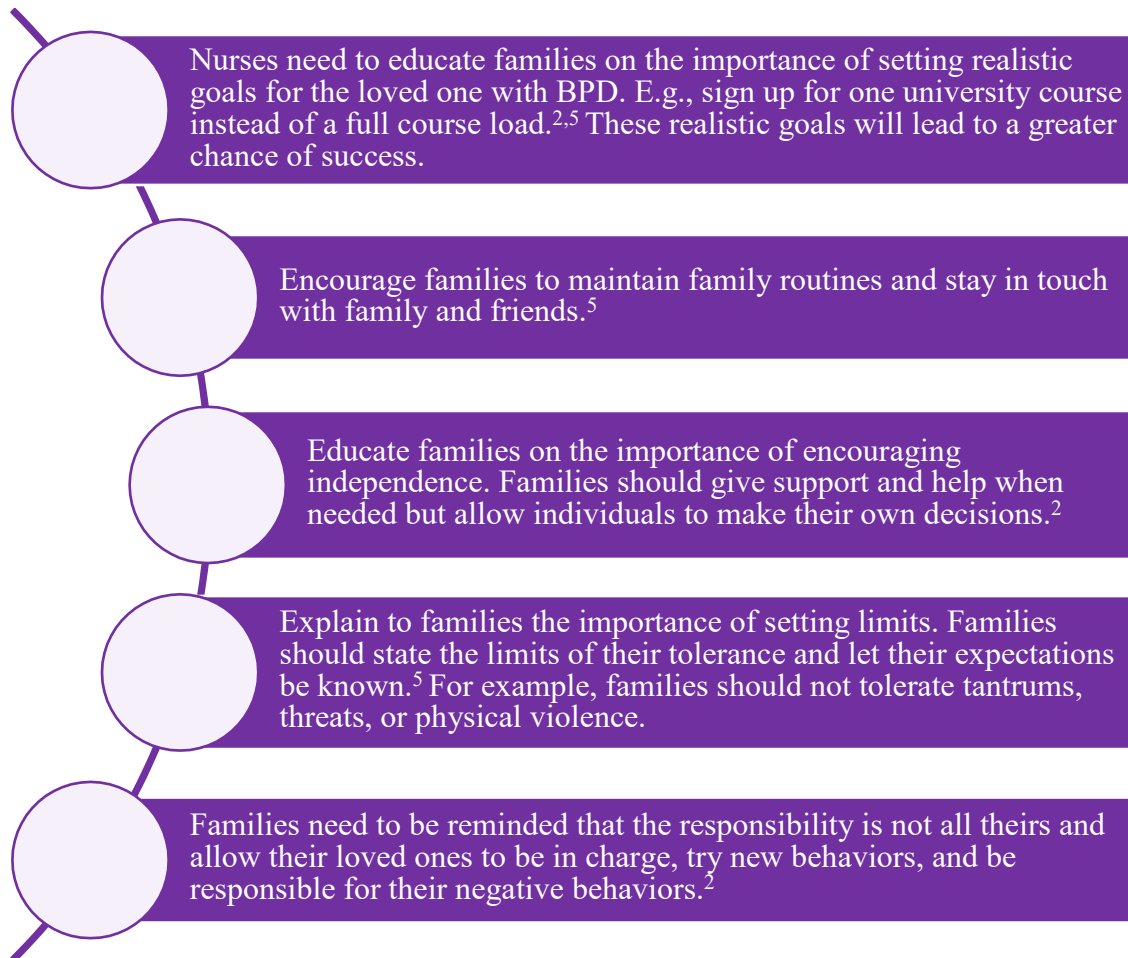 Nurses need to educate families on the importance of setting realistic
goals for the loved one with BPD. E.g., sign up for one university course
instead of a full course load.2,5 These realistic goals will lead to a greater
chance of success.
Encourage families to maintain family routines and stay in touch
with family and friends.5
Educate families on the importance of encouraging
independence. Families should give support and help when
needed but allow individuals to make their own decisions.2
Explain to families the importance of setting limits. Families
should state the limits of their tolerance and let their expectations
be known.5 For example, families should not tolerate tantrums,
threats, or physical violence.
Families need to be reminded that the responsibility is not all theirs and
allow their loved ones to be in charge, try new behaviors, and be
responsible for their negative behaviors.2